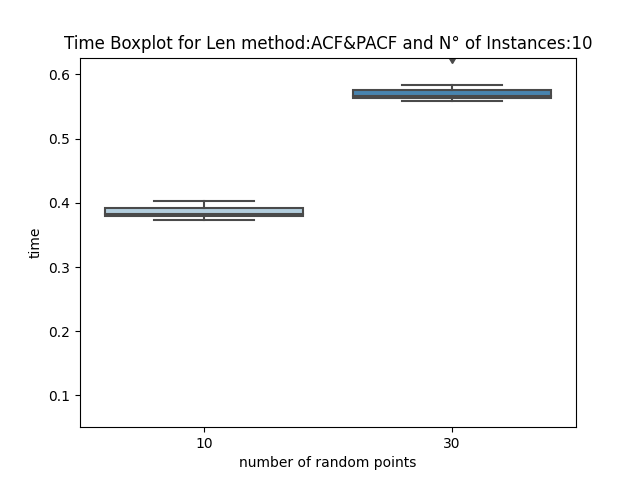 Time Boxplot for Len method:ACF&PACF and N° of Instances:10
0.6
0.5
0.4
0.3
0.2
0.1
time
10
30
number of random points